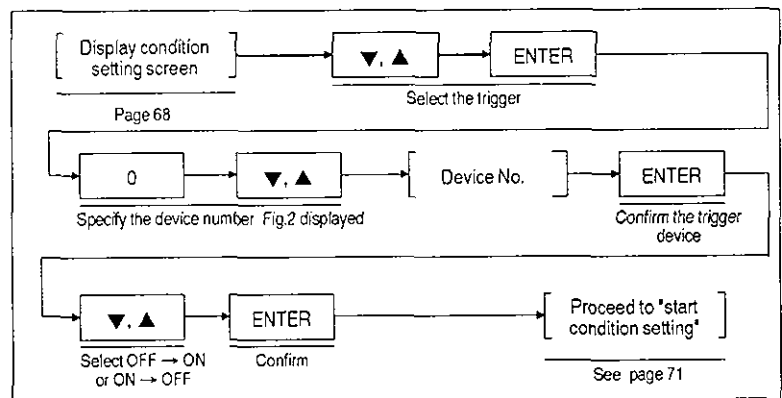 Display condition
setting screen
▼, ▲
ENTER
Page 68
Select the trigger
0
▼, ▲
Device No.
ENTER
Specify the device number Fig.2 displayed
Confirm the trigger
device
▼, ▲
ENTER
Proceed to "start
condition setting"
Select OFF → ON
or ON → OFF
Confirm
See page 71